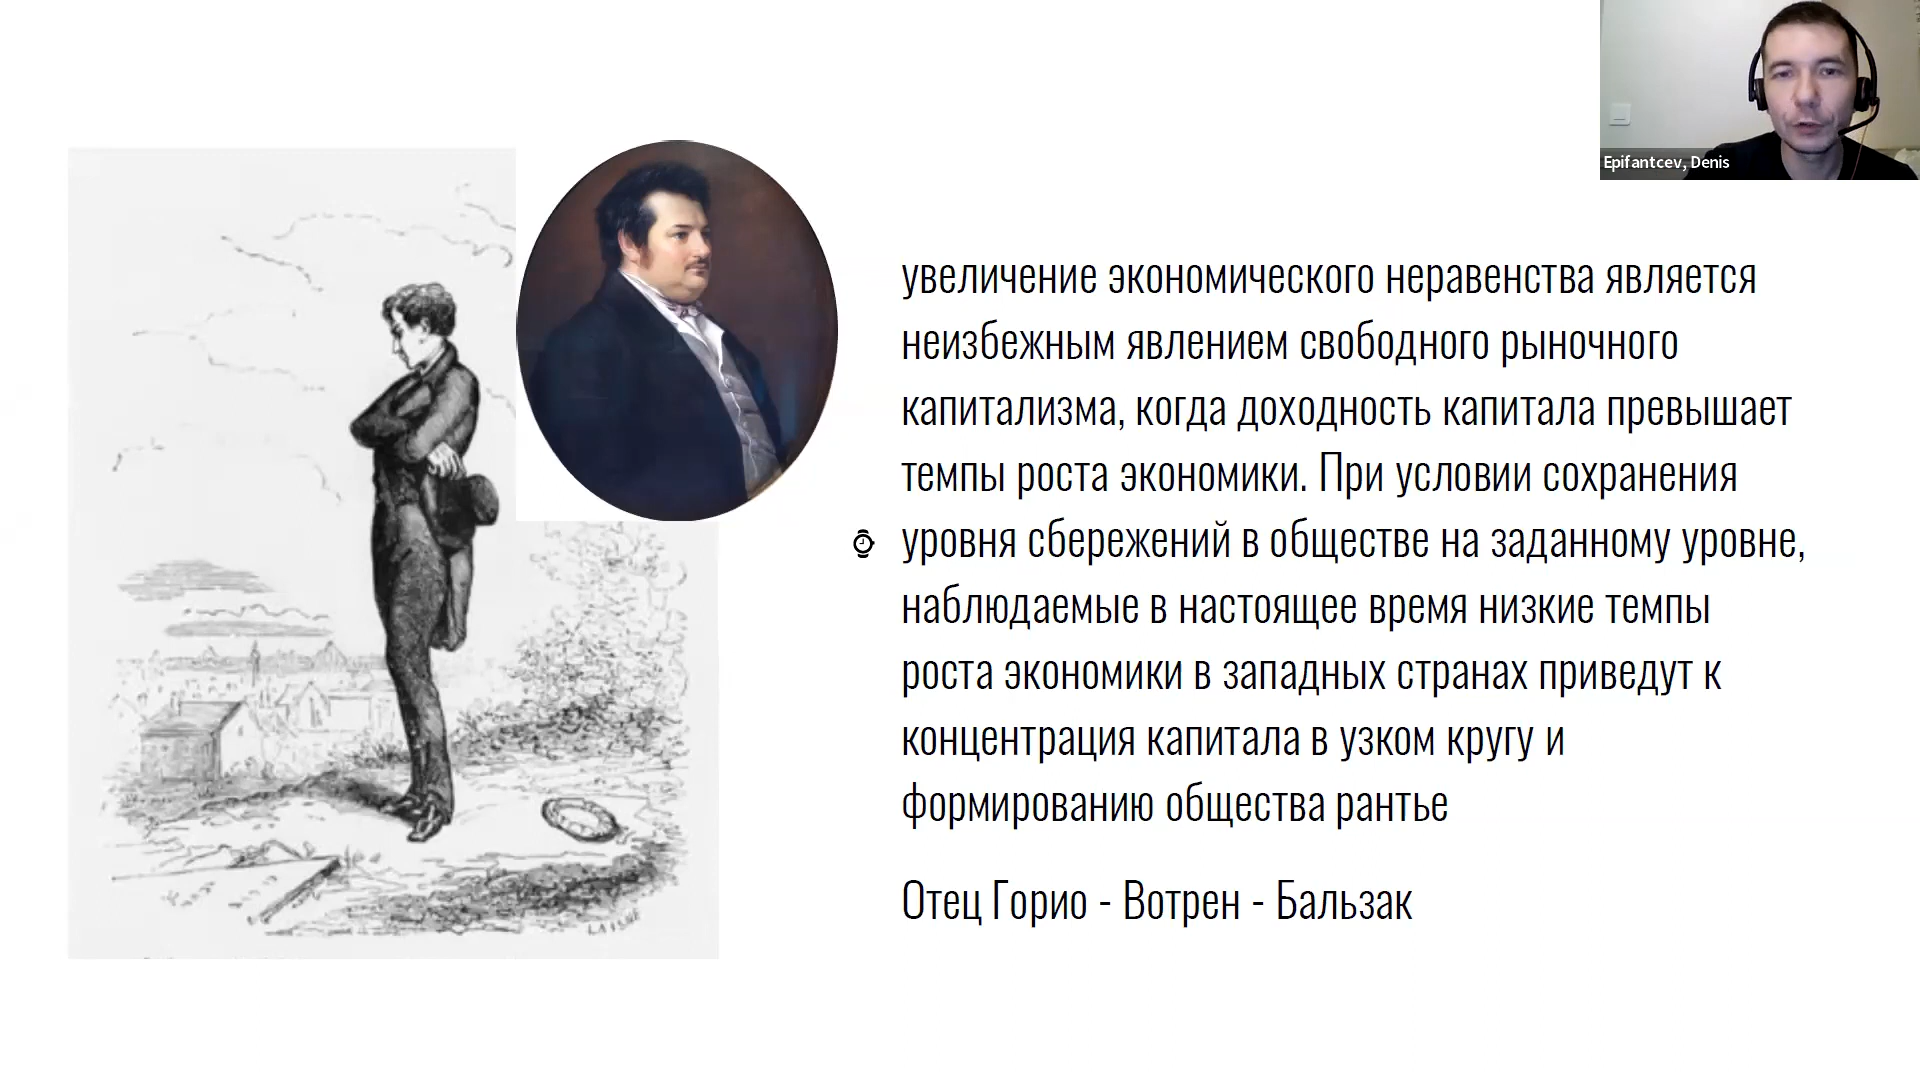 Epifantcev, Denis
увеличение экономического неравенства является
неизбежным явлением свободного рыночного
капитализма, когда доходность капитала превышает
темпы роста экономики. При условии сохранения
уровня сбережений в обществе на заданному уровне,
наблюдаемые в настоящее время низкие темпы
роста экономики в западных странах приведут к
концентрация капитала в узком кругу и
формированию общества рантье
Отец Горио - Вотрен - Бальзак